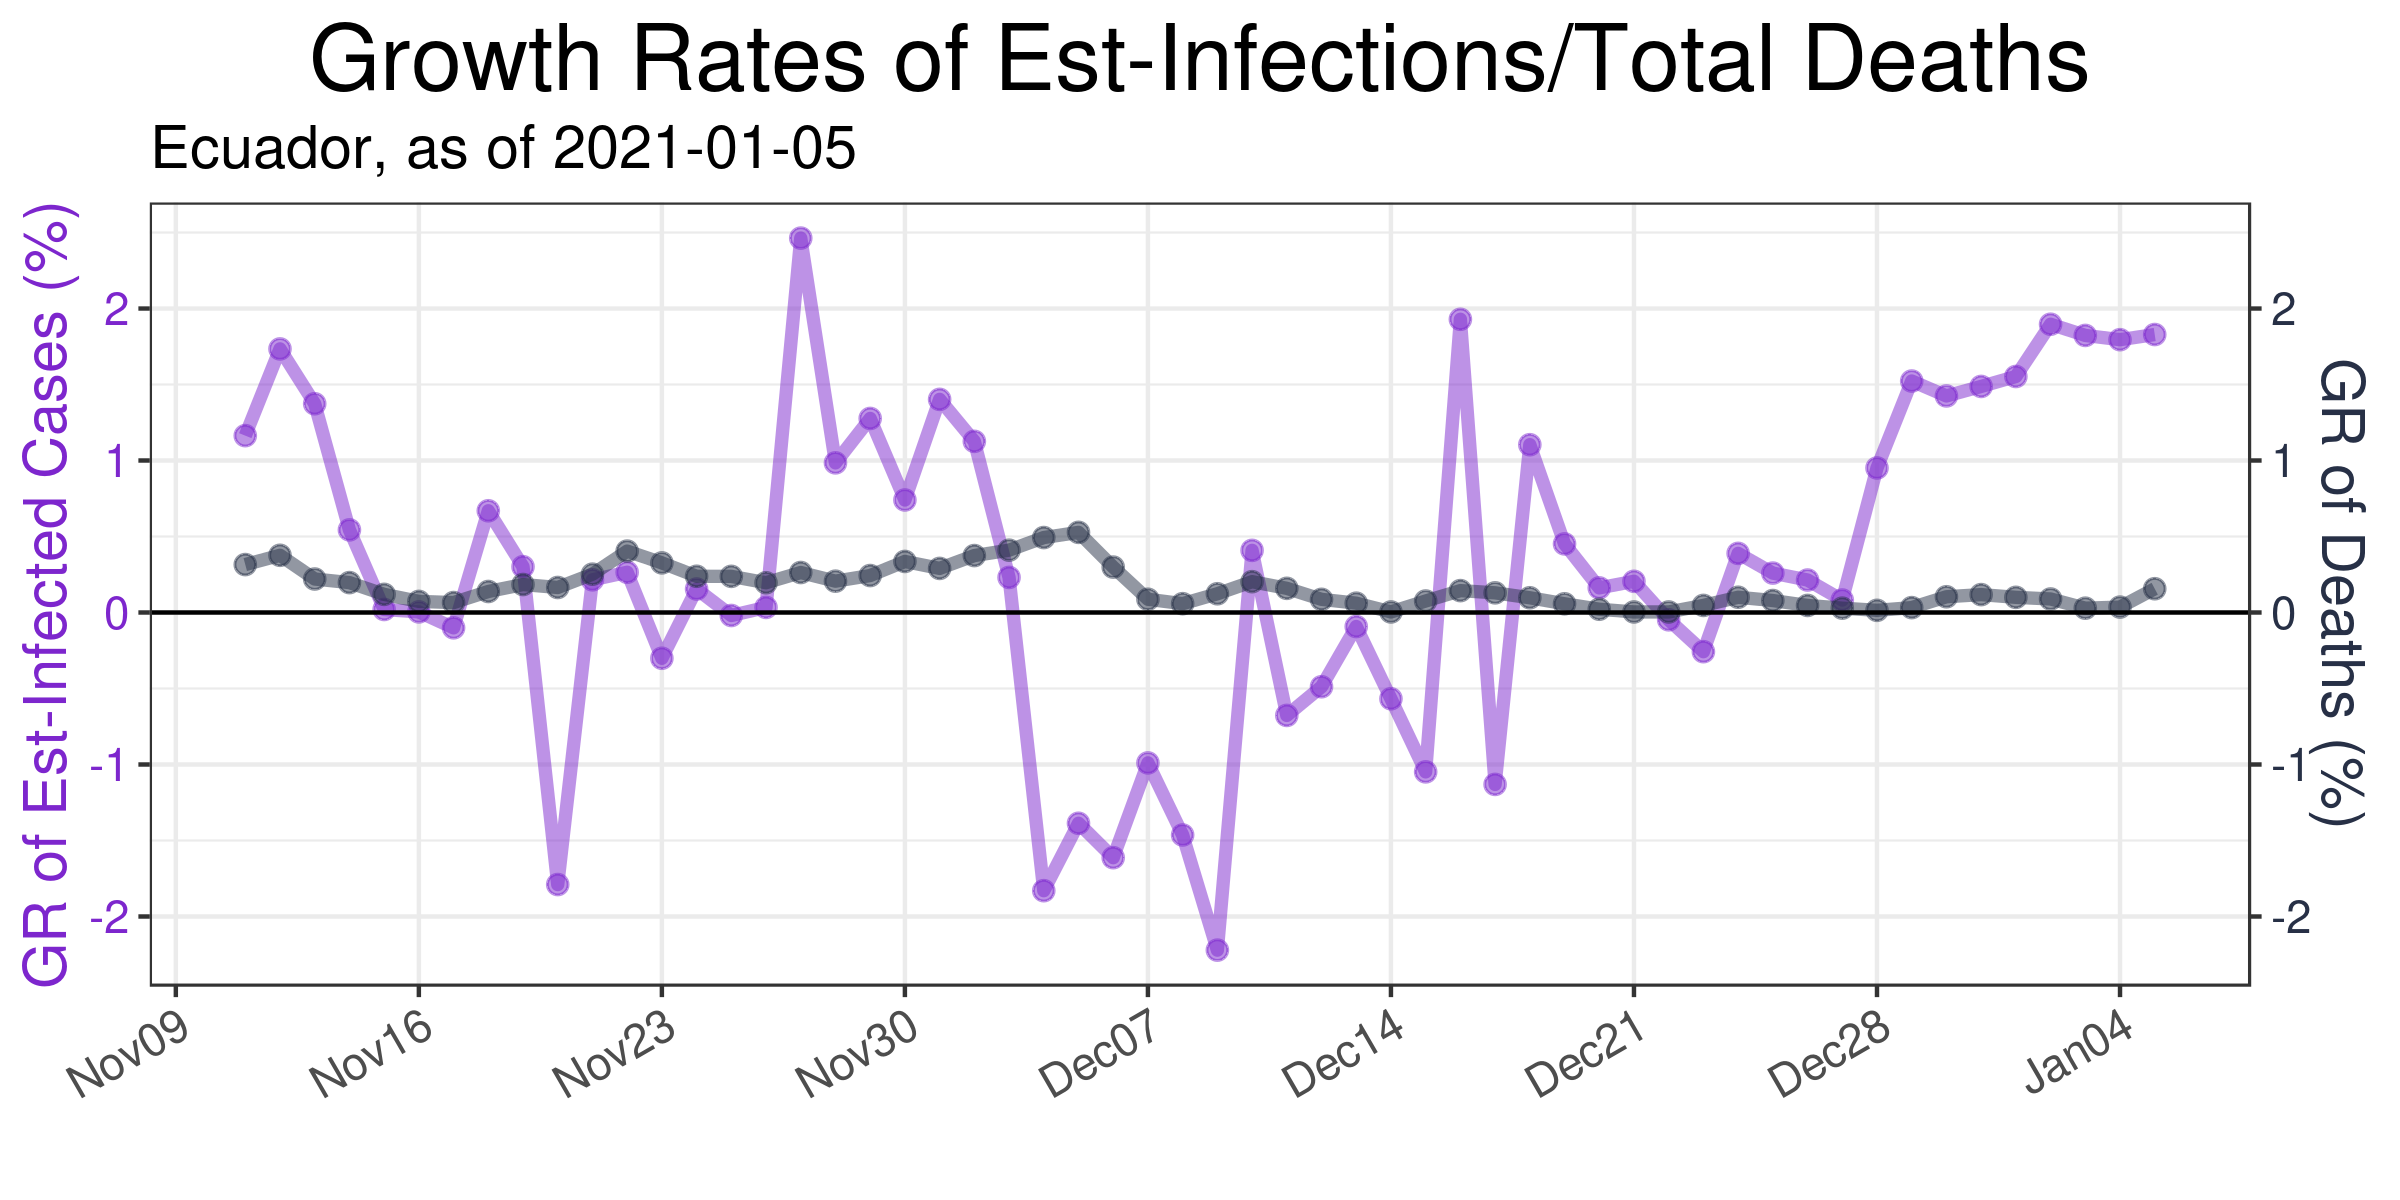 Growth Rates of Est-Infections/Total Deaths
Ecuador, as of 2021-01-05
GR of Est-Infected Cases (%)
2
1
0
-1
-2
GR of Deaths (%)
2
1
0
-1
-2
Nov09
Nov16
Nov23
Nov30
Dec07
Dec14
Dec21
Dec28
Jan04